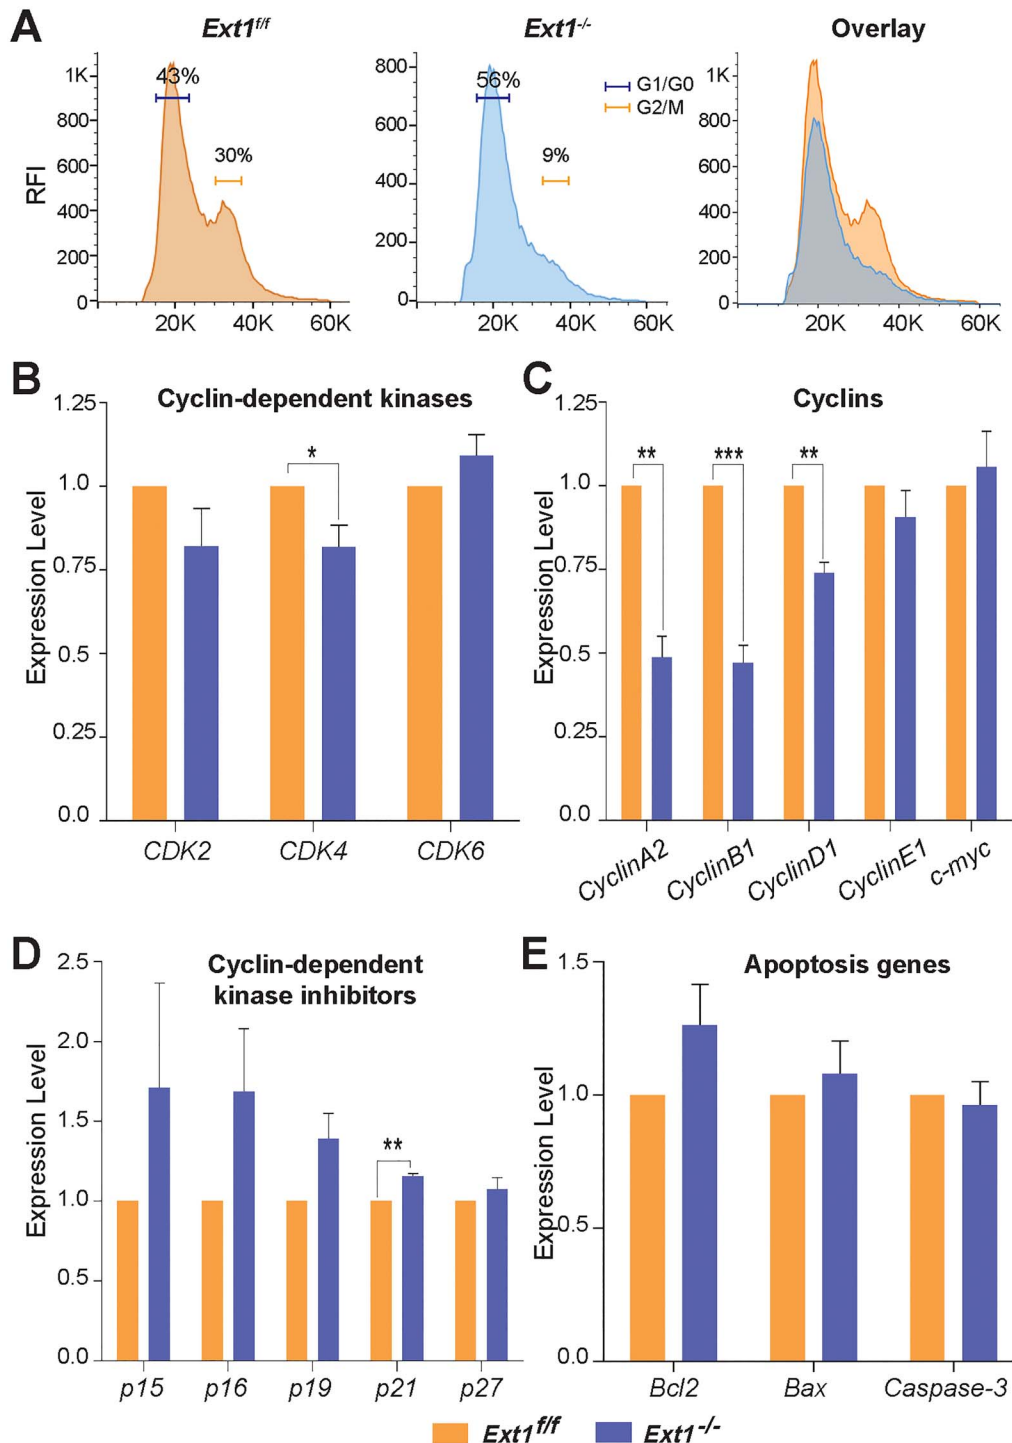 A
Ext1f/f
Ext1-/-
Overlay
RFI
1K
800
600
400
200
0
20K 40K 60K
43%
30%
800
600
400
200
0
20K 40K 60K
56%
9%
G1/G0
G2/M
1K
800
600
400
200
0
20K 40K 60K
B
Cyclin-dependent kinases
Expression Level
1.25
1.0
0.75
0.5
0.25
0.0
*
CDK2 CDK4 CDK6
C
Cyclins
Expression Level
1.25
1.0
0.75
0.5
0.25
0.0
** *** **
CyclinA2 CyclinB1 CyclinD1 CyclinE1 c-myc
D
Cyclin-dependent
kinase inhibitors
Expression Level
2.5
2.0
1.5
1.0
0.5
0.0
**
p15 p16 p19 p21 p27
E
Apoptosis genes
Expression Level
1.5
1.0
0.5
0.0
Bcl2 Bax Caspase-3
Ext1f/f Ext1-/-